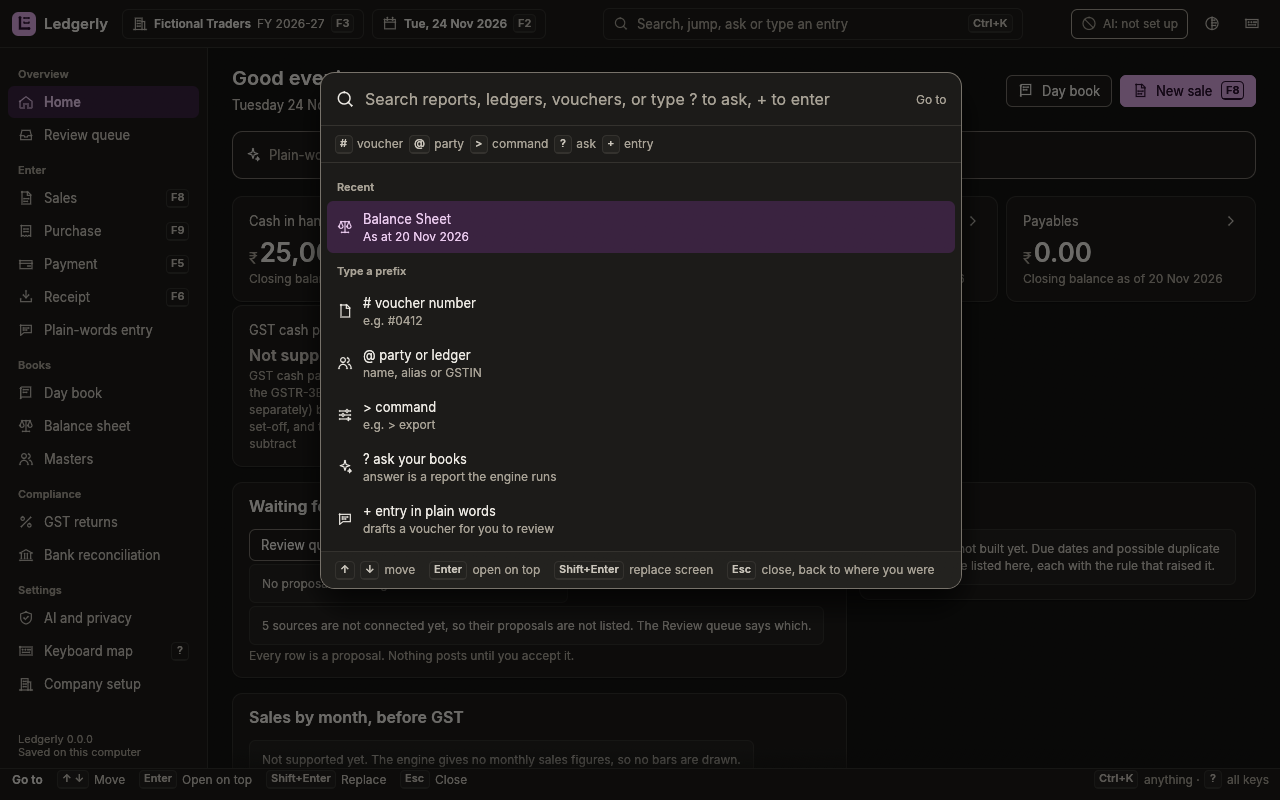 Ledgerly
Fictional Traders FY 2026-27 F3
Tue, 24 Nov 2026 F2
Search, jump, ask or type an entry Ctrl+K
AI: not set up
Overview
Home
Review queue
Enter
Sales F8
Purchase F9
Payment F5
Receipt F6
Plain-words entry
Books
Day book
Balance sheet
Masters
Compliance
GST returns
Bank reconciliation
Settings
AI and privacy
Keyboard map ?
Company setup
Ledgerly 0.0.0
Saved on this computer
Good
Tuesday 24
Day book
New sale F8
Cash in
₹25,0
Closing
Payables
₹0.00
Closing balance as of 20 Nov 2026
GST cash
Not
GST cash
the
separately)
set-off, and
subtract
Waiting
Review
No
5 sources are not connected yet, so their proposals are not listed. The Review queue says which.
Every row is a proposal. Nothing posts until you accept it.
not built yet. Due dates and possible duplicate
listed here, each with the rule that raised it.
Sales by month, before GST
Not supported yet. The engine gives no monthly sales figures, so no bars are drawn.
Search reports, ledgers, vouchers, or type ? to ask, + to enter Go to
# voucher @ party > command ? ask + entry
Recent
Balance Sheet
As at 20 Nov 2026
Type a prefix
# voucher number
e.g. #0412
@ party or ledger
name, alias or GSTIN
> command
e.g. > export
? ask your books
answer is a report the engine runs
+ entry in plain words
drafts a voucher for you to review
↑ ↓ move Enter open on top Shift+Enter replace screen Esc close, back to where you were
Go to ↑ ↓ Move Enter Open on top Shift+Enter Replace Esc Close
Ctrl+K anything · ? all keys